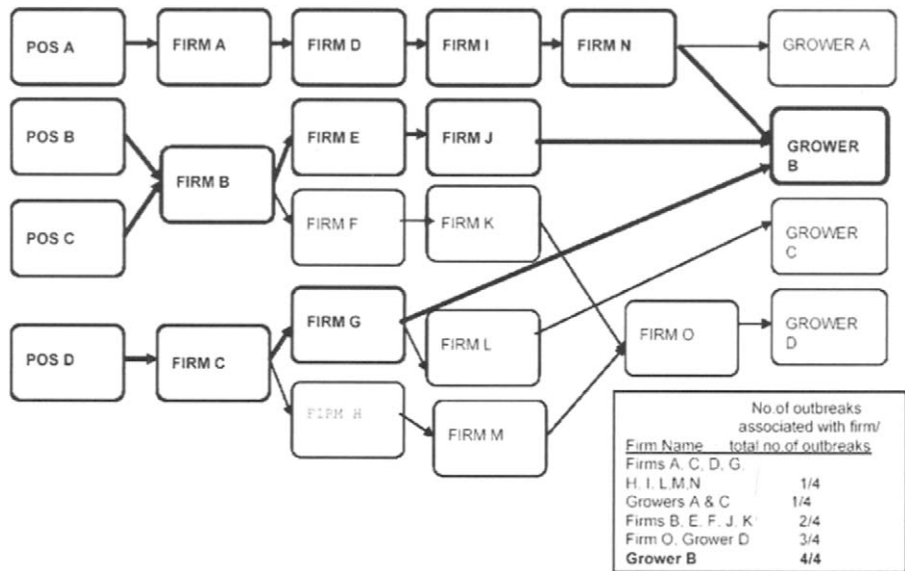 POS A
FIRM A
FIRM D
FIRM I
FIRM N
GROWER A
POS B
FIRM E
FIRM J
GROWER
B
FIRM B
POS C
FIRM F
FIRM K
GROWER
C
POS D
FIRM C
FIRM G
FIRM L
FIRM O
GROWER
D
FIRM H
FIRM M
No.of outbreaks
associated with firm/
Firm Name total no.of outbreaks
Firms A, C, D, G,
H, I, L,M,N 1/4
Growers A & C 1/4
Firms B, E, F, J, K 2/4
Firm O, Grower D 3/4
Grower B 4/4